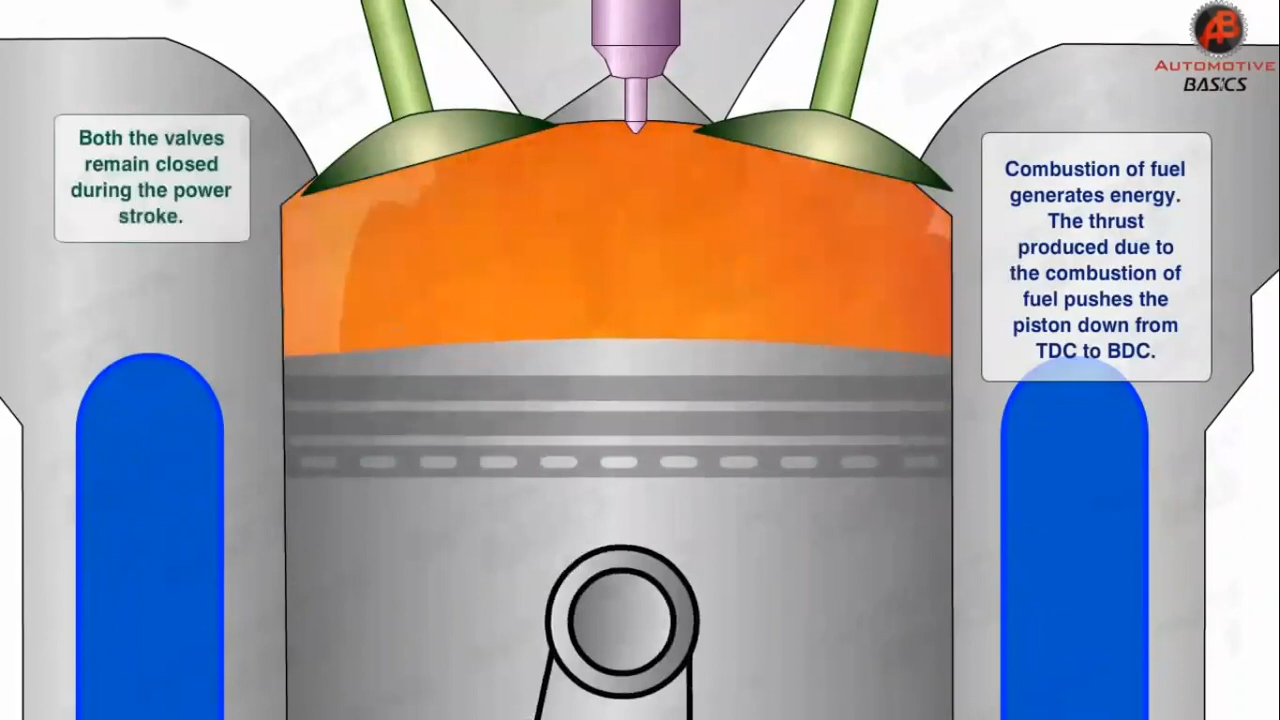 AB
AUTOMOTIVE
BASICS
Both the valves
remain closed
during the power
stroke.
Combustion of fuel
generates energy.
The thrust
produced due to
the combustion of
fuel pushes the
piston down from
TDC to BDC.